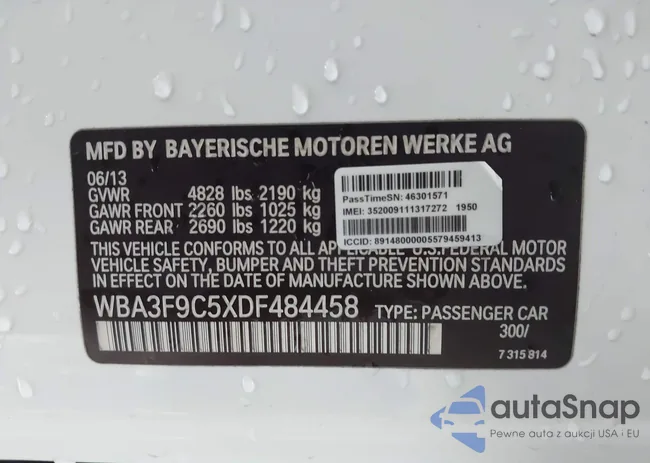 MFD BY BAYERISCHE MOTOREN WERKE AG
06/13
GVWR 4828 lbs 2190 kg
GAWR FRONT 2260 lbs 1025 kg
GAWR REAR 2690 lbs 1220 kg
PassTimeSN: 46301571
IMEI: 352009111317272 1950
ICCID: 89148000005579459413
THIS VEHICLE CONFORMS TO ALL APPLICABLE U.S. FEDERAL MOTOR
VEHICLE SAFETY, BUMPER AND THEFT PREVENTION STANDARDS
IN EFFECT ON THE DATE OF MANUFACTURE SHOWN ABOVE.
WBA3F9C5XDF484458 TYPE: PASSENGER CAR
300/
7 315 814
autaSnap
Pewne auta z aukcji USA i EU